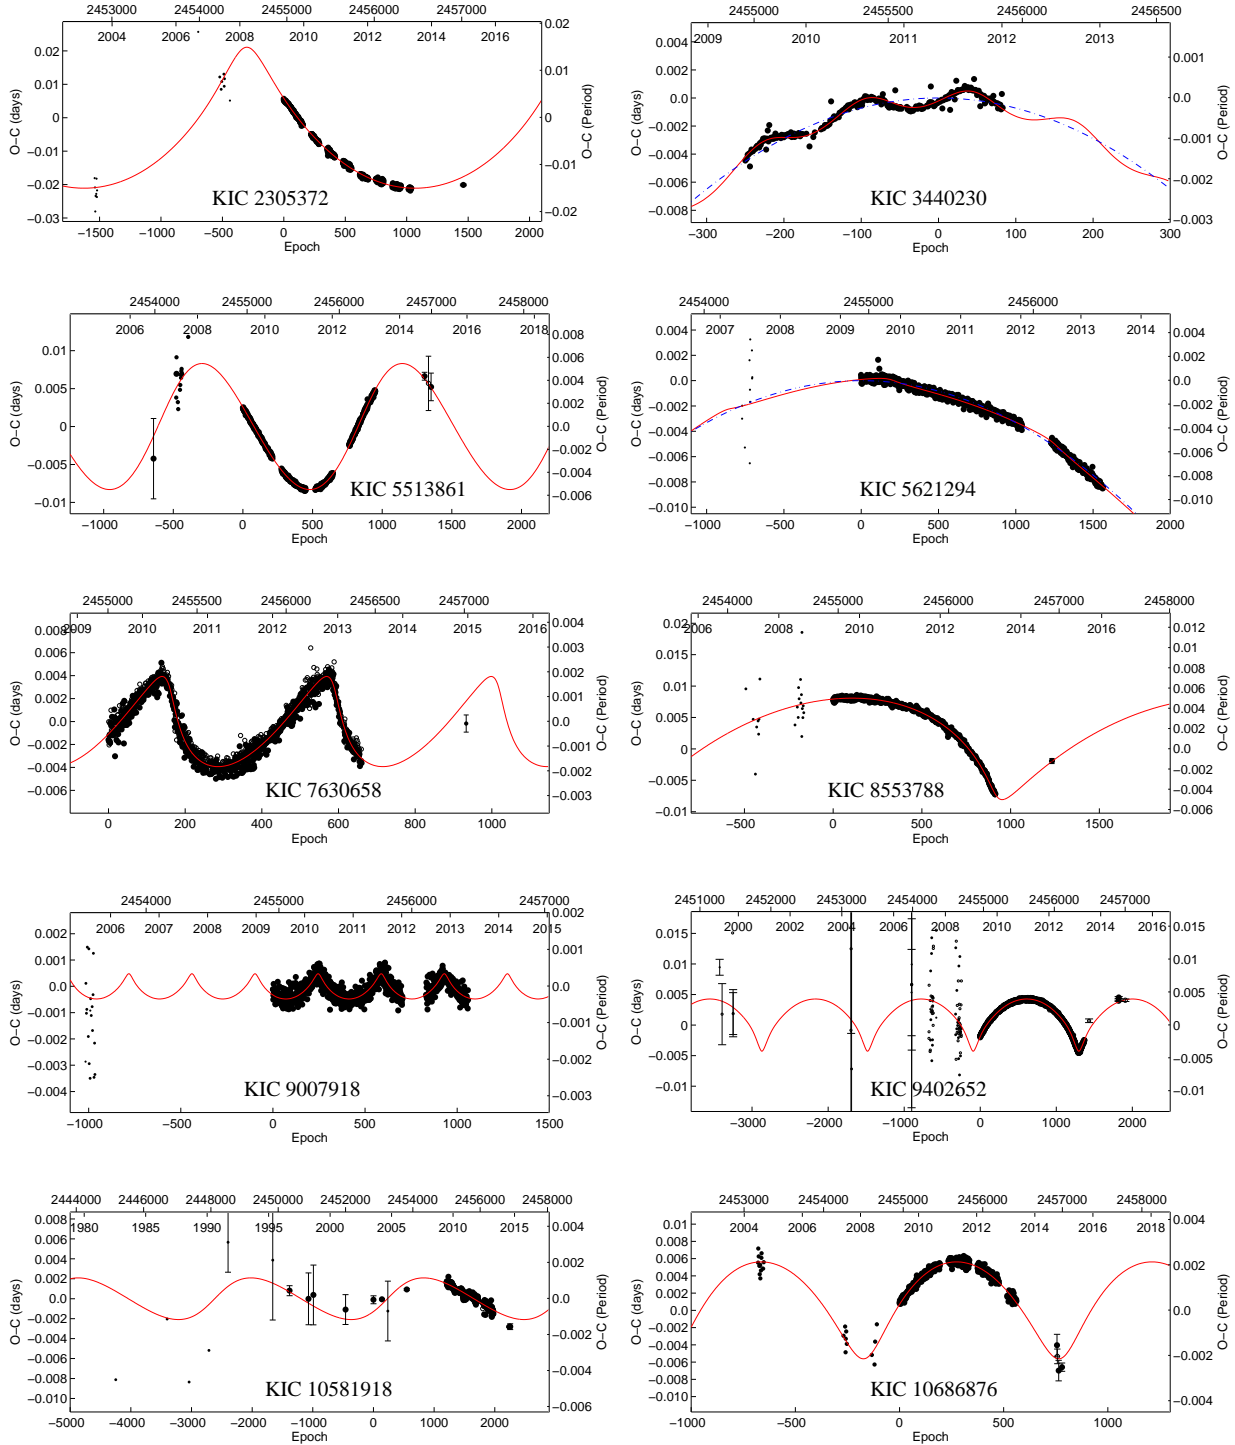 2453000 2454000 2455000 2456000 2457000
2004 2006 2008 2010 2012 2014 2016
0.02 0.01 0 −0.01 −0.02 −0.03
O−C (days)
0.02 0.01 0 −0.01 −0.02
O−C (Period)
KIC 2305372
−1500 −1000 −500 0 500 1000 1500 2000
Epoch
2455000 2455500 2456000 2456500
2009 2010 2011 2012 2013
0.004 0.002 −0.000 −0.002 −0.004 −0.006 −0.008
O−C (days)
0.001 0.000 −0.001 −0.002 −0.003
O−C (Period)
KIC 3440230
−300 −200 −100 0 100 200 300
Epoch
2454000 2455000 2456000 2457000 2458000
2006 2008 2010 2012 2014 2016 2018
0.01 0.005 0 −0.005 −0.01
O−C (days)
0.008 0.006 0.004 0.002 0.0 −0.002 −0.004 −0.006
O−C (Period)
KIC 5513861
−1000 −500 0 500 1000 1500 2000
Epoch
2454000 2455000 2456000
2007 2008 2009 2010 2011 2012 2013 2014
0.004 0.002 0.0 −0.002 −0.004 −0.006 −0.008 −0.010
O−C (days)
0.004 0.002 0.000 −0.002 −0.004 −0.006 −0.008 −0.010
O−C (Period)
KIC 5621294
−1000 −500 0 500 1000 1500 2000
Epoch
2455000 2455500 2456000 2456500 2457000
2009 2010 2011 2012 2013 2014 2015 2016
0.008 0.006 0.004 0.002 0.0 −0.002 −0.004 −0.006
O−C (days)
0.004 0.003 0.002 0.001 0.000 −0.001 −0.002 −0.003
O−C (Period)
KIC 7630658
0 200 400 600 800 1000
Epoch
2454000 2455000 2456000 2457000 2458000
2006 2008 2010 2012 2014 2016
0.02 0.015 0.01 0.005 0 −0.005 −0.01
O−C (days)
0.012 0.010 0.008 0.006 0.004 0.002 0.0 −0.002 −0.004 −0.006
O−C (Period)
KIC 8553788
−500 0 500 1000 1500
Epoch
2454000 2455000 2456000 2457000
2006 2007 2008 2009 2010 2011 2012 2013 2014 2015
0.002 0.001 0.000 −0.001 −0.002 −0.003 −0.004
O−C (days)
0.002 0.001 0.000 −0.001 −0.002 −0.003
O−C (Period)
KIC 9007918
−1000 −500 0 500 1000 1500
Epoch
2451000 2452000 2453000 2454000 2455000 2456000 2457000
2000 2002 2004 2006 2008 2010 2012 2014 2016
0.015 0.01 0.005 0 −0.005 −0.01
O−C (days)
0.015 0.01 0.005 0 −0.005 −0.01
O−C (Period)
KIC 9402652
−3000 −2000 −1000 0 1000 2000
Epoch
2444000 2446000 2448000 2450000 2452000 2454000 2456000 2458000
1980 1985 1990 1995 2000 2005 2010 2015
0.008 0.006 0.004 0.002 0.000 −0.002 −0.004 −0.006 −0.008 −0.010
O−C (days)
0.004 0.002 0.000 −0.002 −0.004 −0.006
O−C (Period)
KIC 10581918
−5000 −4000 −3000 −2000 −1000 0 1000 2000
Epoch
2453000 2454000 2455000 2456000 2457000 2458000
2004 2006 2008 2010 2012 2014 2016 2018
0.01 0.008 0.006 0.004 0.002 0.0 −0.002 −0.004 −0.006 −0.008 −0.010
O−C (days)
0.004 0.002 0.000 −0.002 −0.004
O−C (Period)
KIC 10686876
−1000 −500 0 500 1000
Epoch